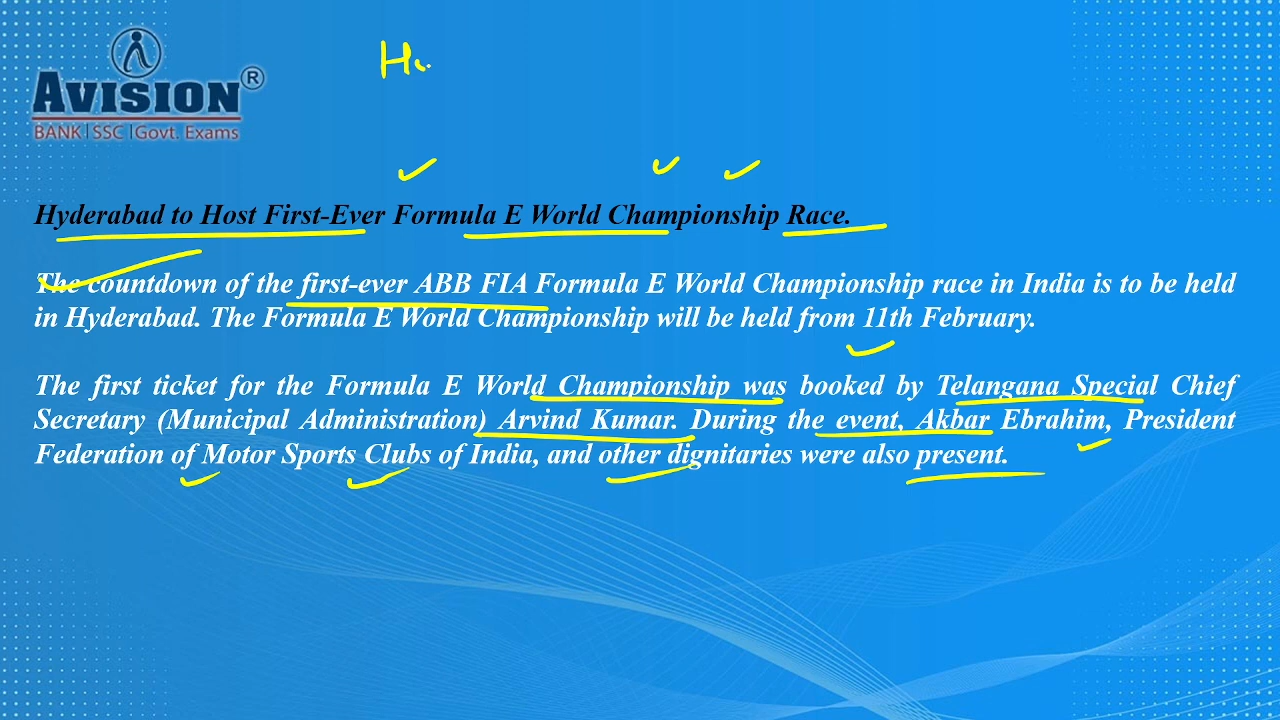 AVISION®
BANK|SSC|Govt. Exams
Hyderabad to Host First-Ever Formula E World Championship Race.
The countdown of the first-ever ABB FIA Formula E World Championship race in India is to be held
in Hyderabad. The Formula E World Championship will be held from 11th February.
The first ticket for the Formula E World Championship was booked by Telangana Special Chief
Secretary (Municipal Administration) Arvind Kumar. During the event, Akbar Ebrahim, President
Federation of Motor Sports Clubs of India, and other dignitaries were also present.